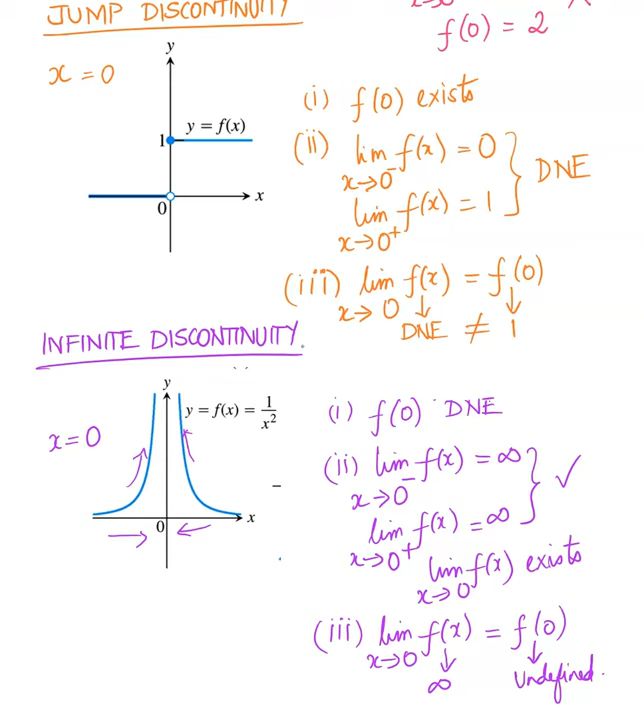 JUMP DISCONTINUITY
f(0) = 2
x = 0
y
1
y = f(x)
x
0
(i) f(0) exists
(ii) lim f(x) = 0
x→0⁻
DNE
lim f(x) = 1
x→0⁺
(iii) lim f(x) = f(0)
x→0 ↓ ↓
DNE ≠ 1
INFINITE DISCONTINUITY.
x = 0
y
y = f(x) = 1/x²
x
0
(i) f(0) DNE
(ii) lim f(x) = ∞
x→0⁻
✓
lim f(x) = ∞
x→0⁺
lim f(x) exists
x→0
(iii) lim f(x) = f(0)
x→0 ↓ ↓
∞ undefined.